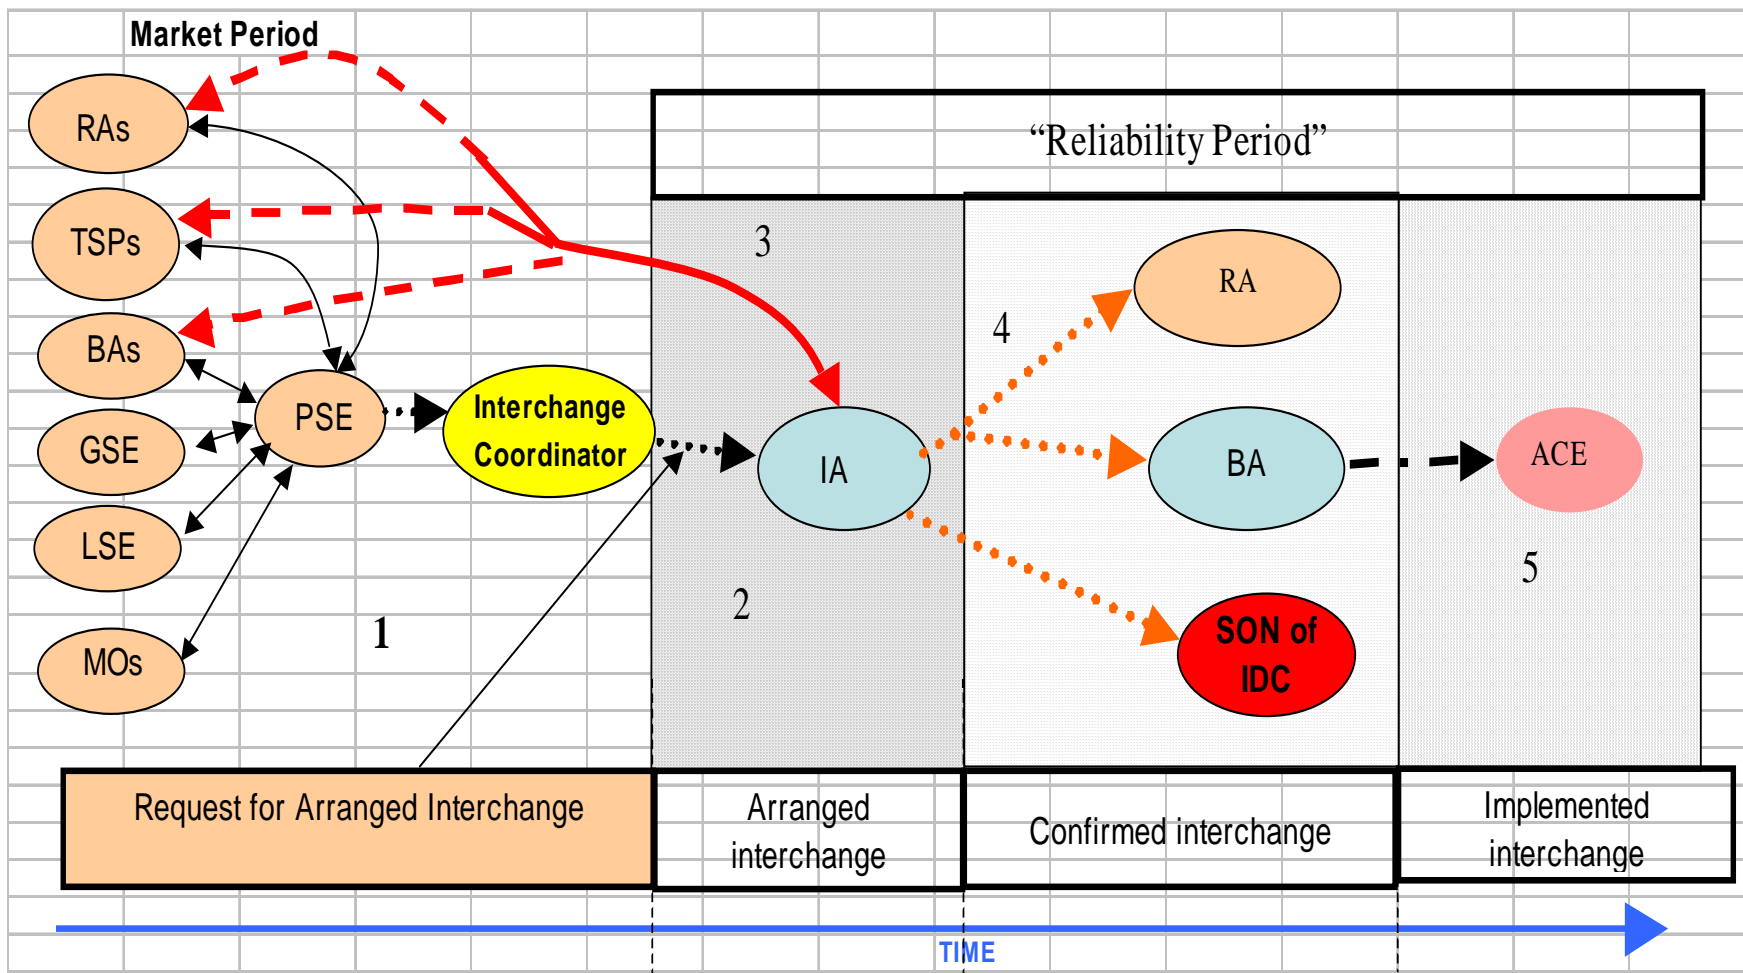 Market Period
RAs
TSPs
BAs
GSE
LSE
MOs
PSE
Interchange
Coordinator
1
“Reliability Period”
3
2
IA
4
RA
BA
SON of
IDC
ACE
5
Request for Arranged Interchange
Arranged
interchange
Confirmed interchange
Implemented
interchange
TIME